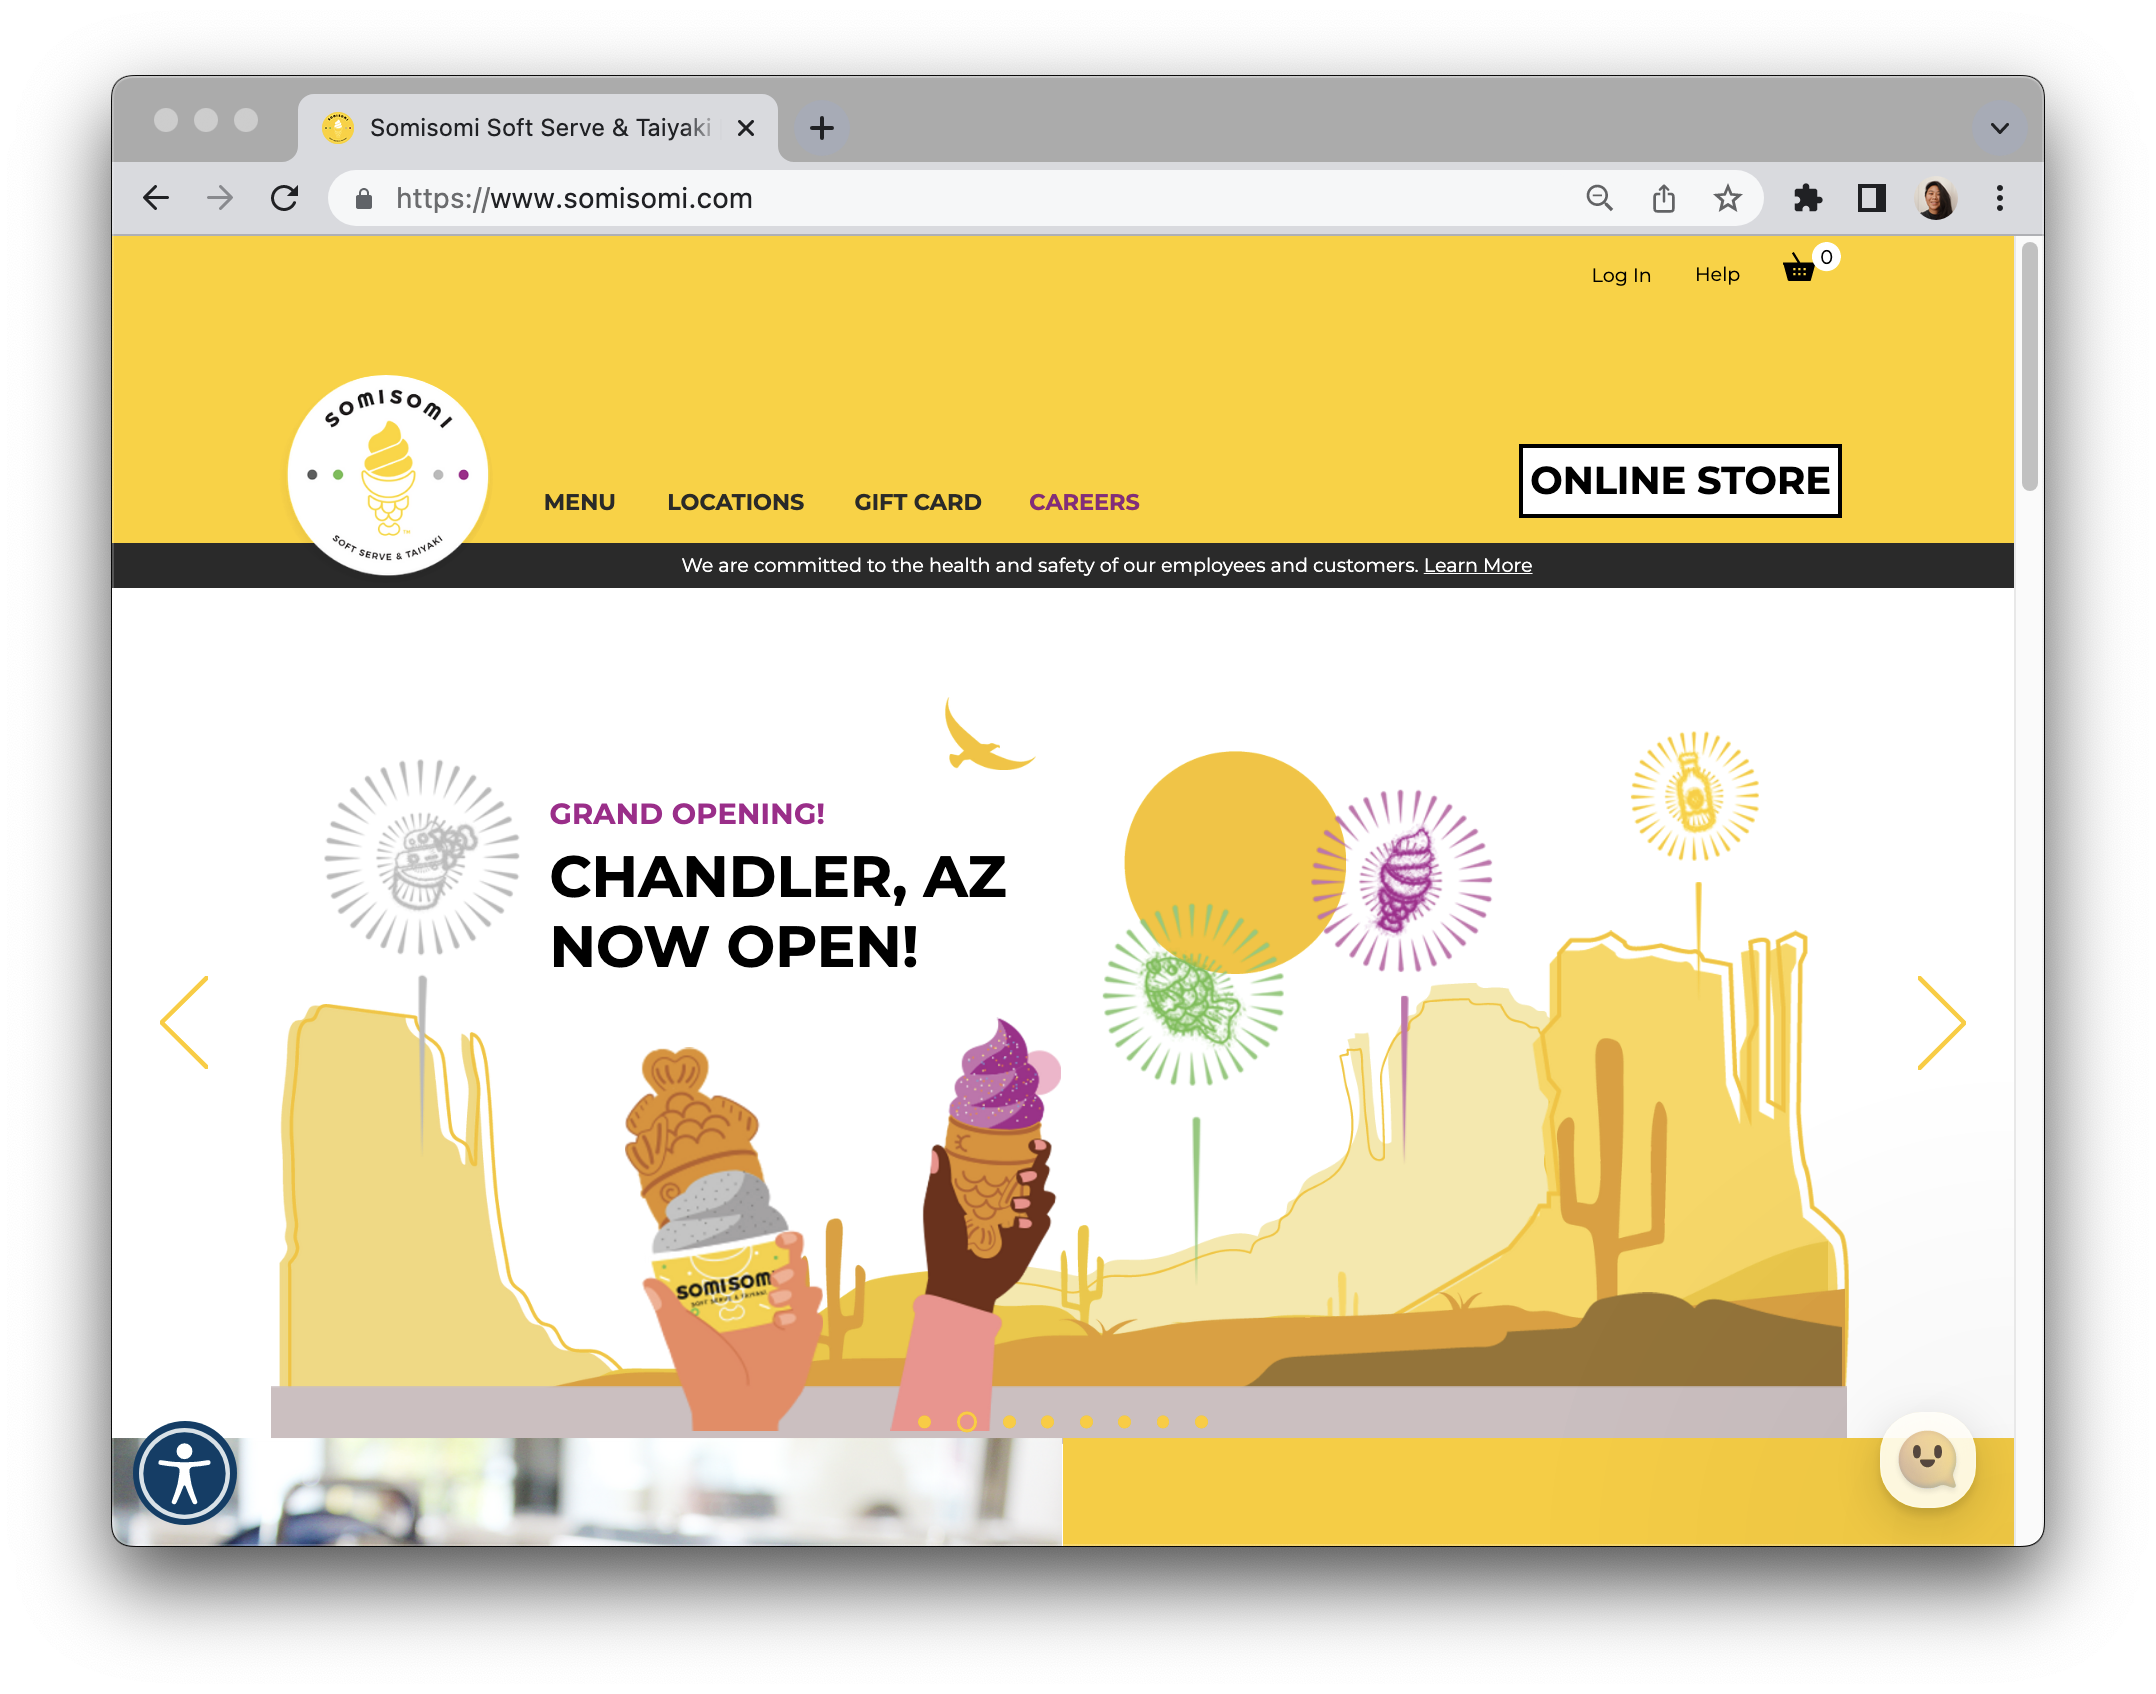 Somisomi Soft Serve & Taiyaki
https://www.somisomi.com
Log In
Help
0
SOMISOMI
SOFT SERVE & TAIYAKI
MENU
LOCATIONS
GIFT CARD
CAREERS
ONLINE STORE
We are committed to the health and safety of our employees and customers. Learn More
GRAND OPENING!
CHANDLER, AZ
NOW OPEN!
SOMISOM
SOFT SERVE & TAIYAKI